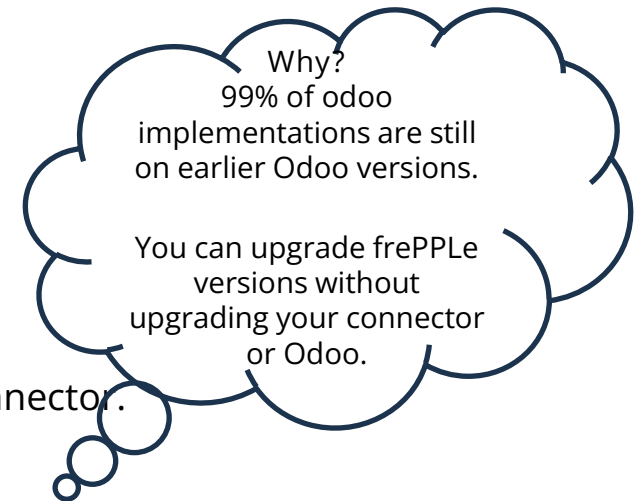 Why?
99% of odoo
implementations are still
on earlier Odoo versions.
You can upgrade frePPLe
versions without
upgrading your connector
or Odoo.
nnector.